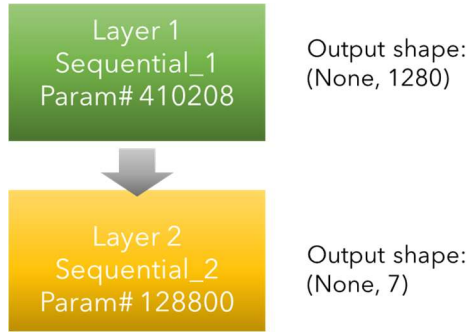 Layer 1
Sequential_1
Param# 410208
Output shape:
(None, 1280)
Layer 2
Sequential_2
Param# 128800
Output shape:
(None, 7)